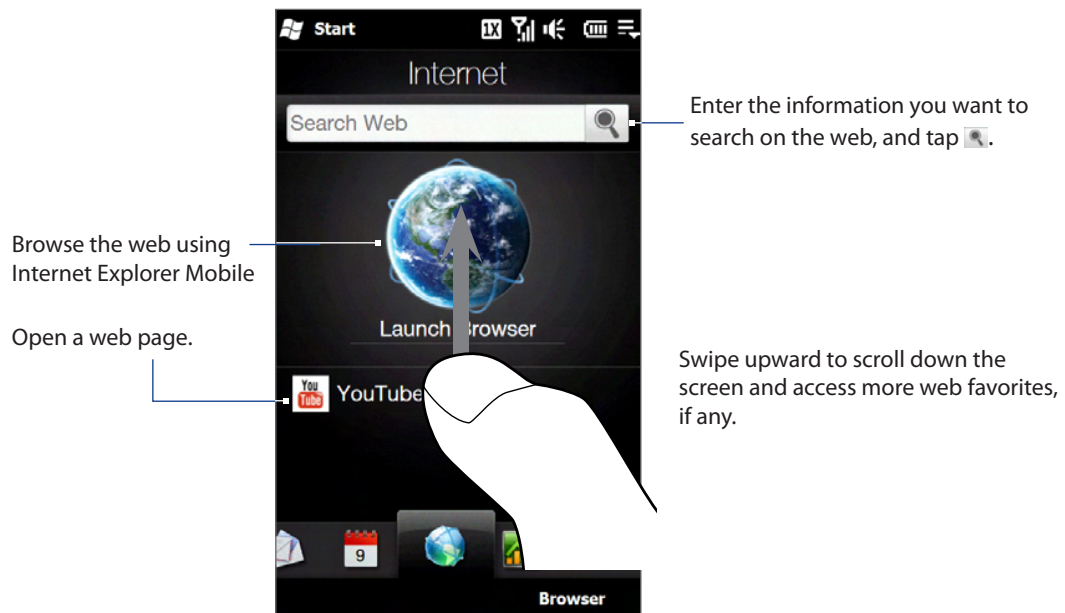 Start
1X
Internet
Search Web
Enter the information you want to
search on the web, and tap .
Browse the web using
Internet Explorer Mobile
Launch Browser
Open a web page.
You
Tube
YouTube
Swipe upward to scroll down the
screen and access more web favorites,
if any.
9
Browser